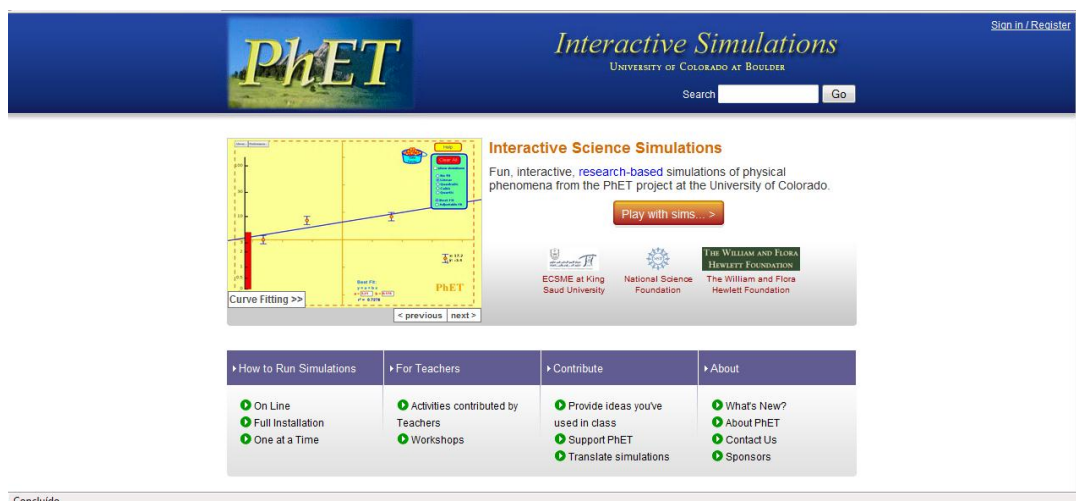 Sign in / Register
PhET
Interactive Simulations
University of Colorado at Boulder
Search Go
Help
Clear All
Interactive Science Simulations
Fun, interactive, research-based simulations of physical
phenomena from the PhET project at the University of Colorado.
Play with sims... >
The William and Flora
Hewlett Foundation
ECSME at King
Saud University
National Science
Foundation
The William and Flora
Hewlett Foundation
Best Fit
PhET
Curve Fitting >>
< previous next >
How to Run Simulations
For Teachers
Contribute
About
On Line
Full Installation
One at a Time
Activities contributed by
Teachers
Workshops
Provide ideas you've
used in class
Support PhET
Translate simulations
What's New?
About PhET
Contact Us
Sponsors
Concluído